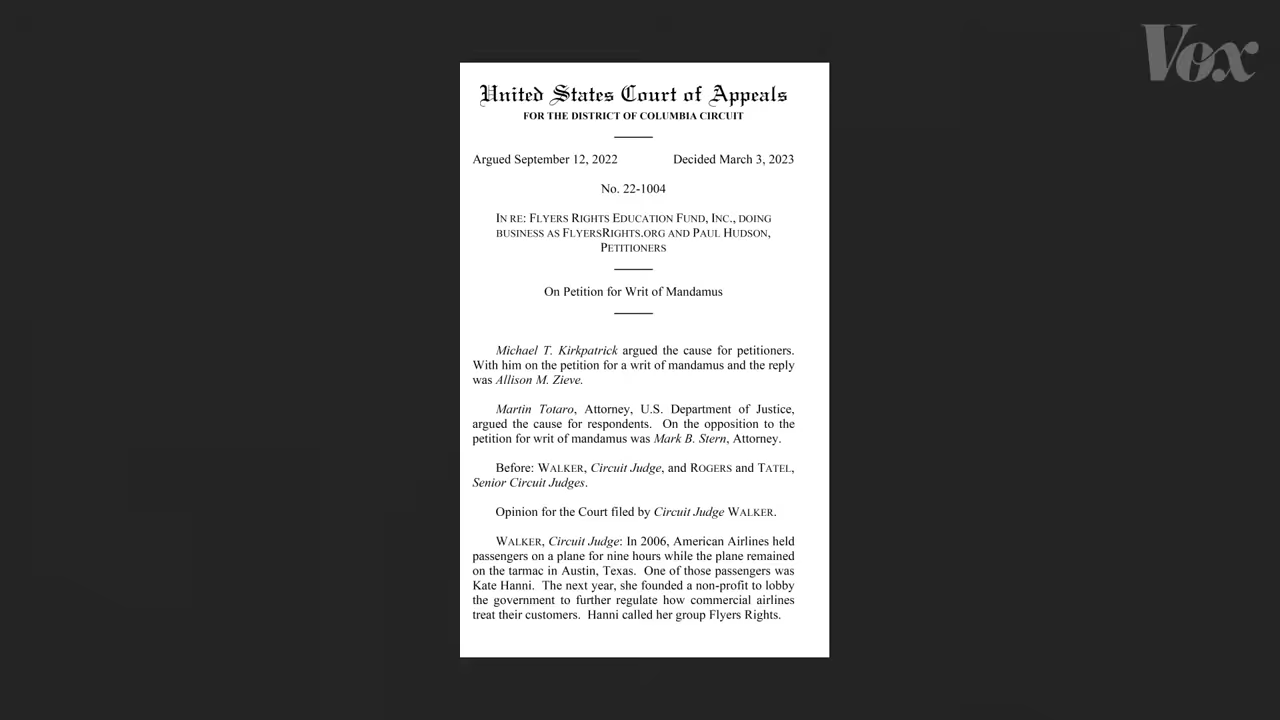 Vox
United States Court of Appeals
FOR THE DISTRICT OF COLUMBIA CIRCUIT
Argued September 12, 2022 Decided March 3, 2023
No. 22-1004
IN RE: FLYERS RIGHTS EDUCATION FUND, INC., DOING
BUSINESS AS FLYERSRIGHTS.ORG AND PAUL HUDSON,
PETITIONERS
On Petition for Writ of Mandamus
Michael T. Kirkpatrick argued the cause for petitioners.
With him on the petition for a writ of mandamus and the reply
was Allison M. Zieve.
Martin Totaro, Attorney, U.S. Department of Justice,
argued the cause for respondents. On the opposition to the
petition for writ of mandamus was Mark B. Stern, Attorney.
Before: WALKER, Circuit Judge, and ROGERS and TATEL,
Senior Circuit Judges.
Opinion for the Court filed by Circuit Judge WALKER.
WALKER, Circuit Judge: In 2006, American Airlines held
passengers on a plane for nine hours while the plane remained
on the tarmac in Austin, Texas. One of those passengers was
Kate Hanni. The next year, she founded a non-profit to lobby
the government to further regulate how commercial airlines
treat their customers. Hanni called her group Flyers Rights.